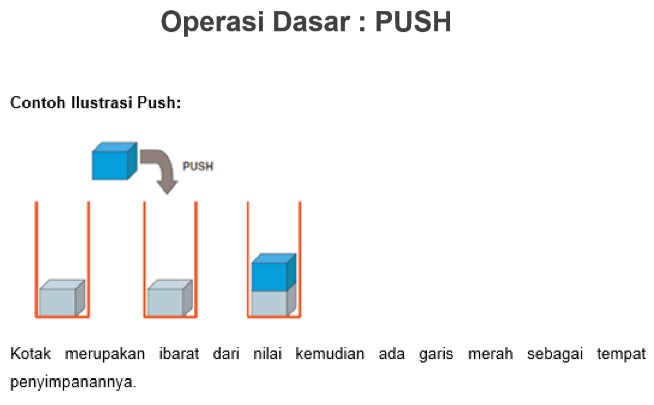 Operasi Dasar : PUSH
Contoh Ilustrasi Push:
PUSH
Kotak merupakan ibarat dari nilai kemudian ada garis merah sebagai tempat
penyimpanannya.